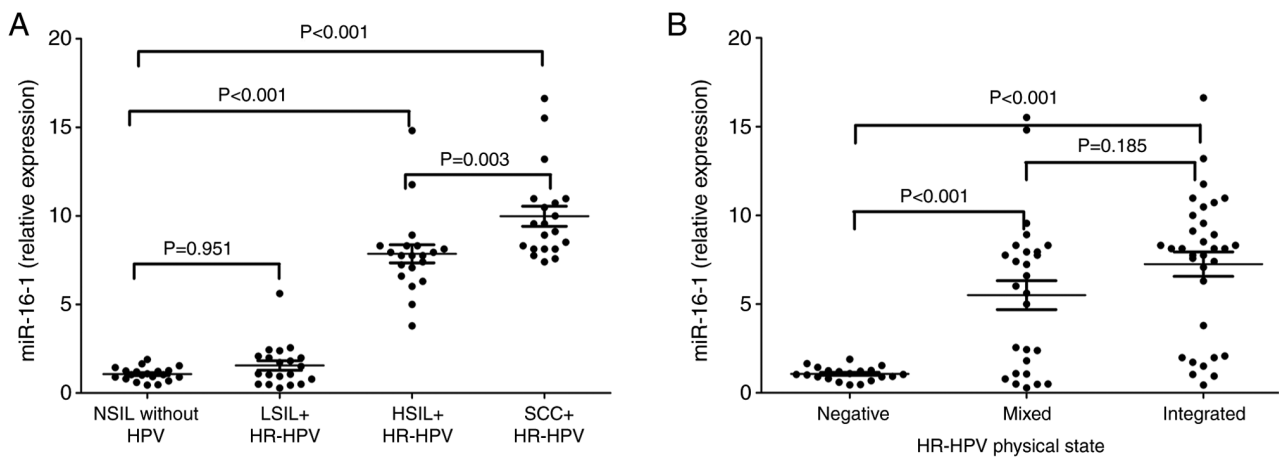 A
miR-16-1 (relative expression)
20
15
10
5
0
P<0.001
P<0.001
P=0.003
P=0.951
NSIL without
HPV
LSIL+
HR-HPV
HSIL+
HR-HPV
SCC+
HR-HPV
B
miR-16-1 (relative expression)
20
15
10
5
0
P<0.001
P=0.185
P<0.001
Negative
Mixed
Integrated
HR-HPV physical state